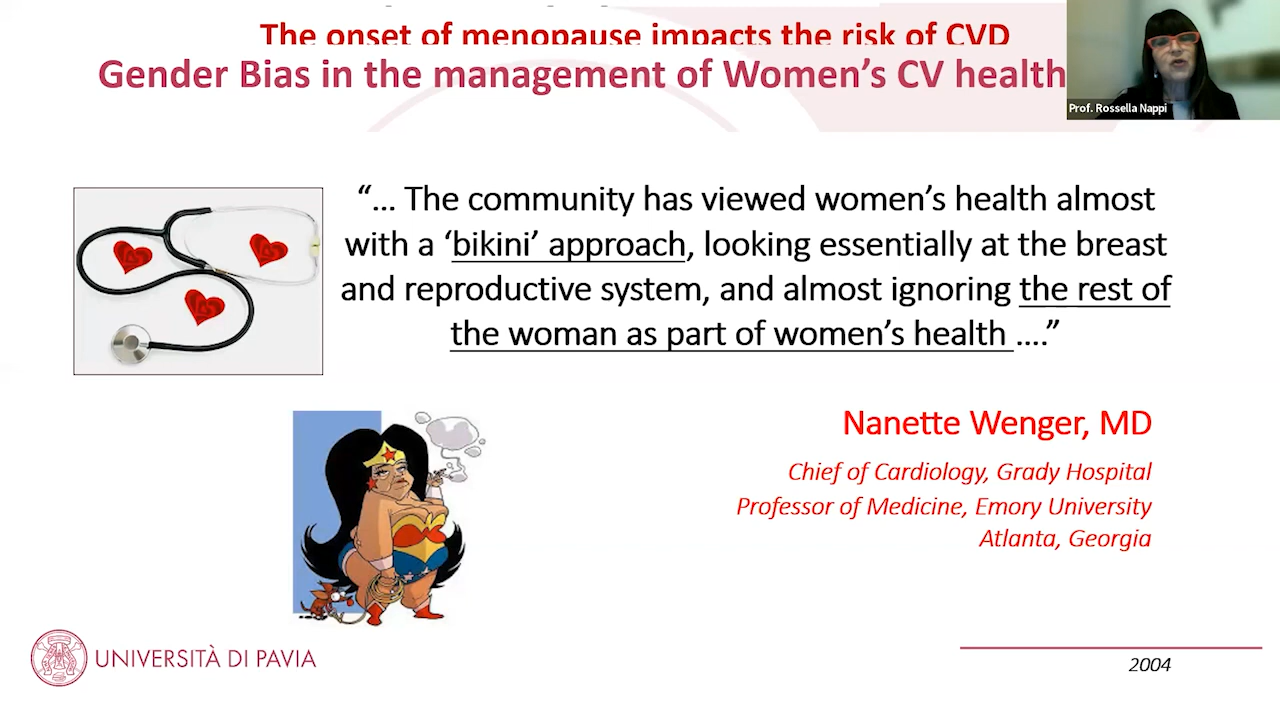 The onset of menopause impacts the risk of CVD
Gender Bias in the management of Women’s CV health
Prof. Rossella Nappi
“... The community has viewed women’s health almost
with a ‘bikini’ approach, looking essentially at the breast
and reproductive system, and almost ignoring the rest of
the woman as part of women’s health ....”
Nanette Wenger, MD
Chief of Cardiology, Grady Hospital
Professor of Medicine, Emory University
Atlanta, Georgia
UNIVERSITÀ DI PAVIA
2004